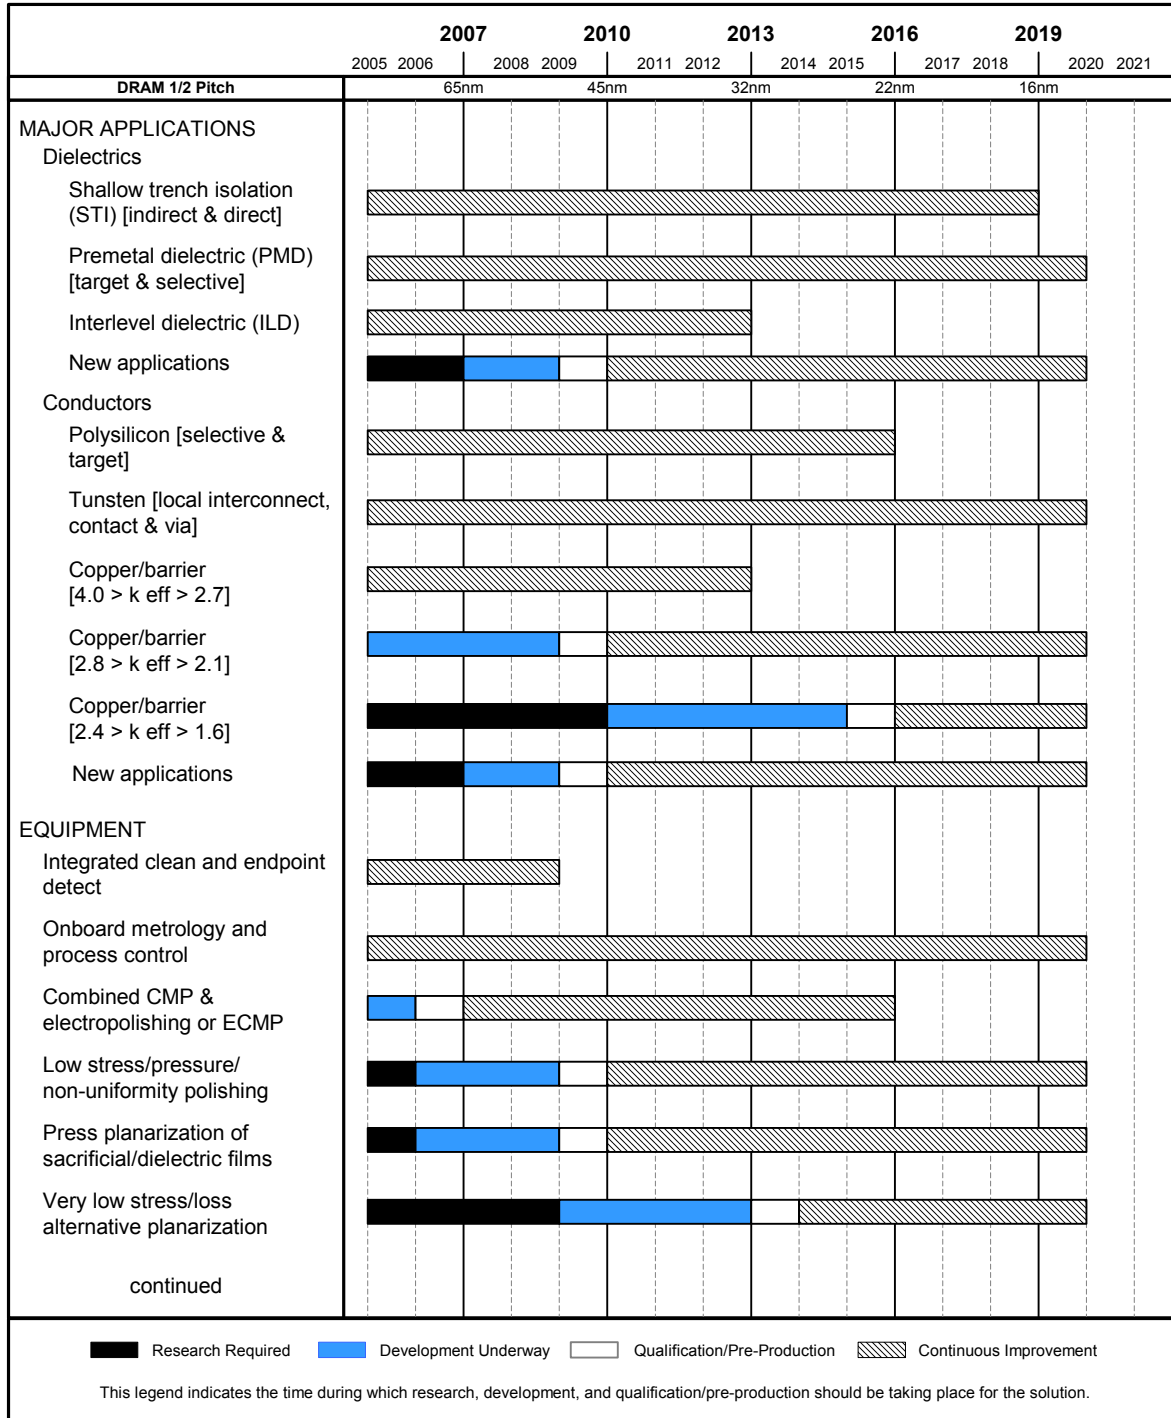 2007 2010 2013 2016 2019
2005 2006 2008 2009 2011 2012 2014 2015 2017 2018 2020 2021
DRAM 1/2 Pitch 65nm 45nm 32nm 22nm 16nm
MAJOR APPLICATIONS
Dielectrics
Shallow trench isolation
(STI) [indirect & direct]
Premetal dielectric (PMD)
[target & selective]
Interlevel dielectric (ILD)
New applications
Conductors
Polysilicon [selective &
target]
Tunsten [local interconnect,
contact & via]
Copper/barrier
[4.0 > k eff > 2.7]
Copper/barrier
[2.8 > k eff > 2.1]
Copper/barrier
[2.4 > k eff > 1.6]
New applications
EQUIPMENT
Integrated clean and endpoint
detect
Onboard metrology and
process control
Combined CMP &
electropolishing or ECMP
Low stress/pressure/
non-uniformity polishing
Press planarization of
sacrificial/dielectric films
Very low stress/loss
alternative planarization
continued
Research Required Development Underway Qualification/Pre-Production Continuous Improvement
This legend indicates the time during which research, development, and qualification/pre-production should be taking place for the solution.